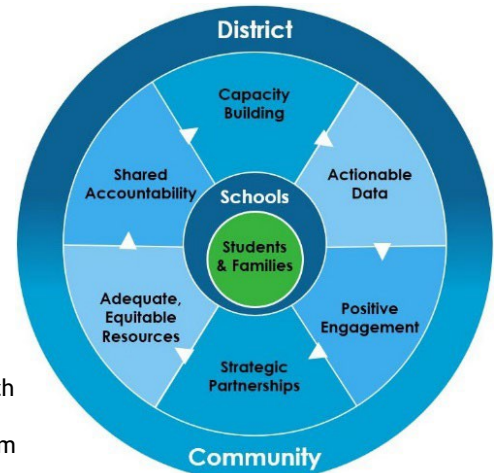 District
Capacity
Building
Actionable
Data
Positive
Engagement
Strategic
Partnerships
Adequate,
Equitable
Resources
Shared
Accountability
Schools
Students
& Families
Community